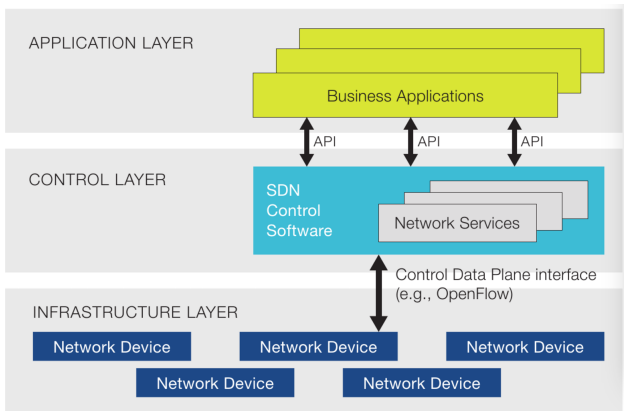 APPLICATION LAYER
Business Applications
API
API
API
CONTROL LAYER
SDN
Control
Software
Network Services
Control Data Plane interface
(e.g., OpenFlow)
INFRASTRUCTURE LAYER
Network Device
Network Device
Network Device
Network Device
Network Device